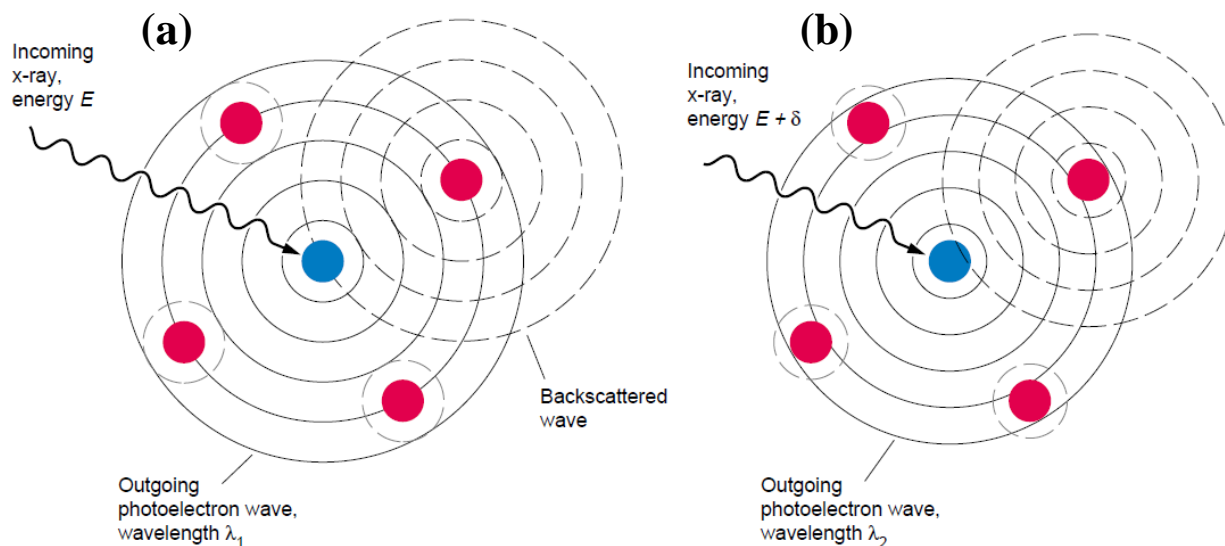 (a)
Incoming
x-ray,
energy E
Backscattered
wave
Outgoing
photoelectron wave,
wavelength λ₁
(b)
Incoming
x-ray,
energy E + δ
Outgoing
photoelectron wave,
wavelength λ₂